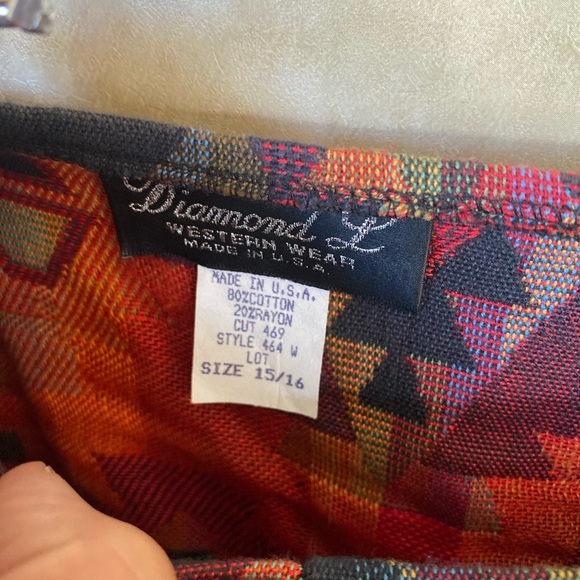 Diamond L
WESTERN WEAR
MADE IN U.S.A.
MADE IN U.S.A.
80%COTTON
20%RAYON
CUT 469
STYLE 464 W
LOT
SIZE 15/16